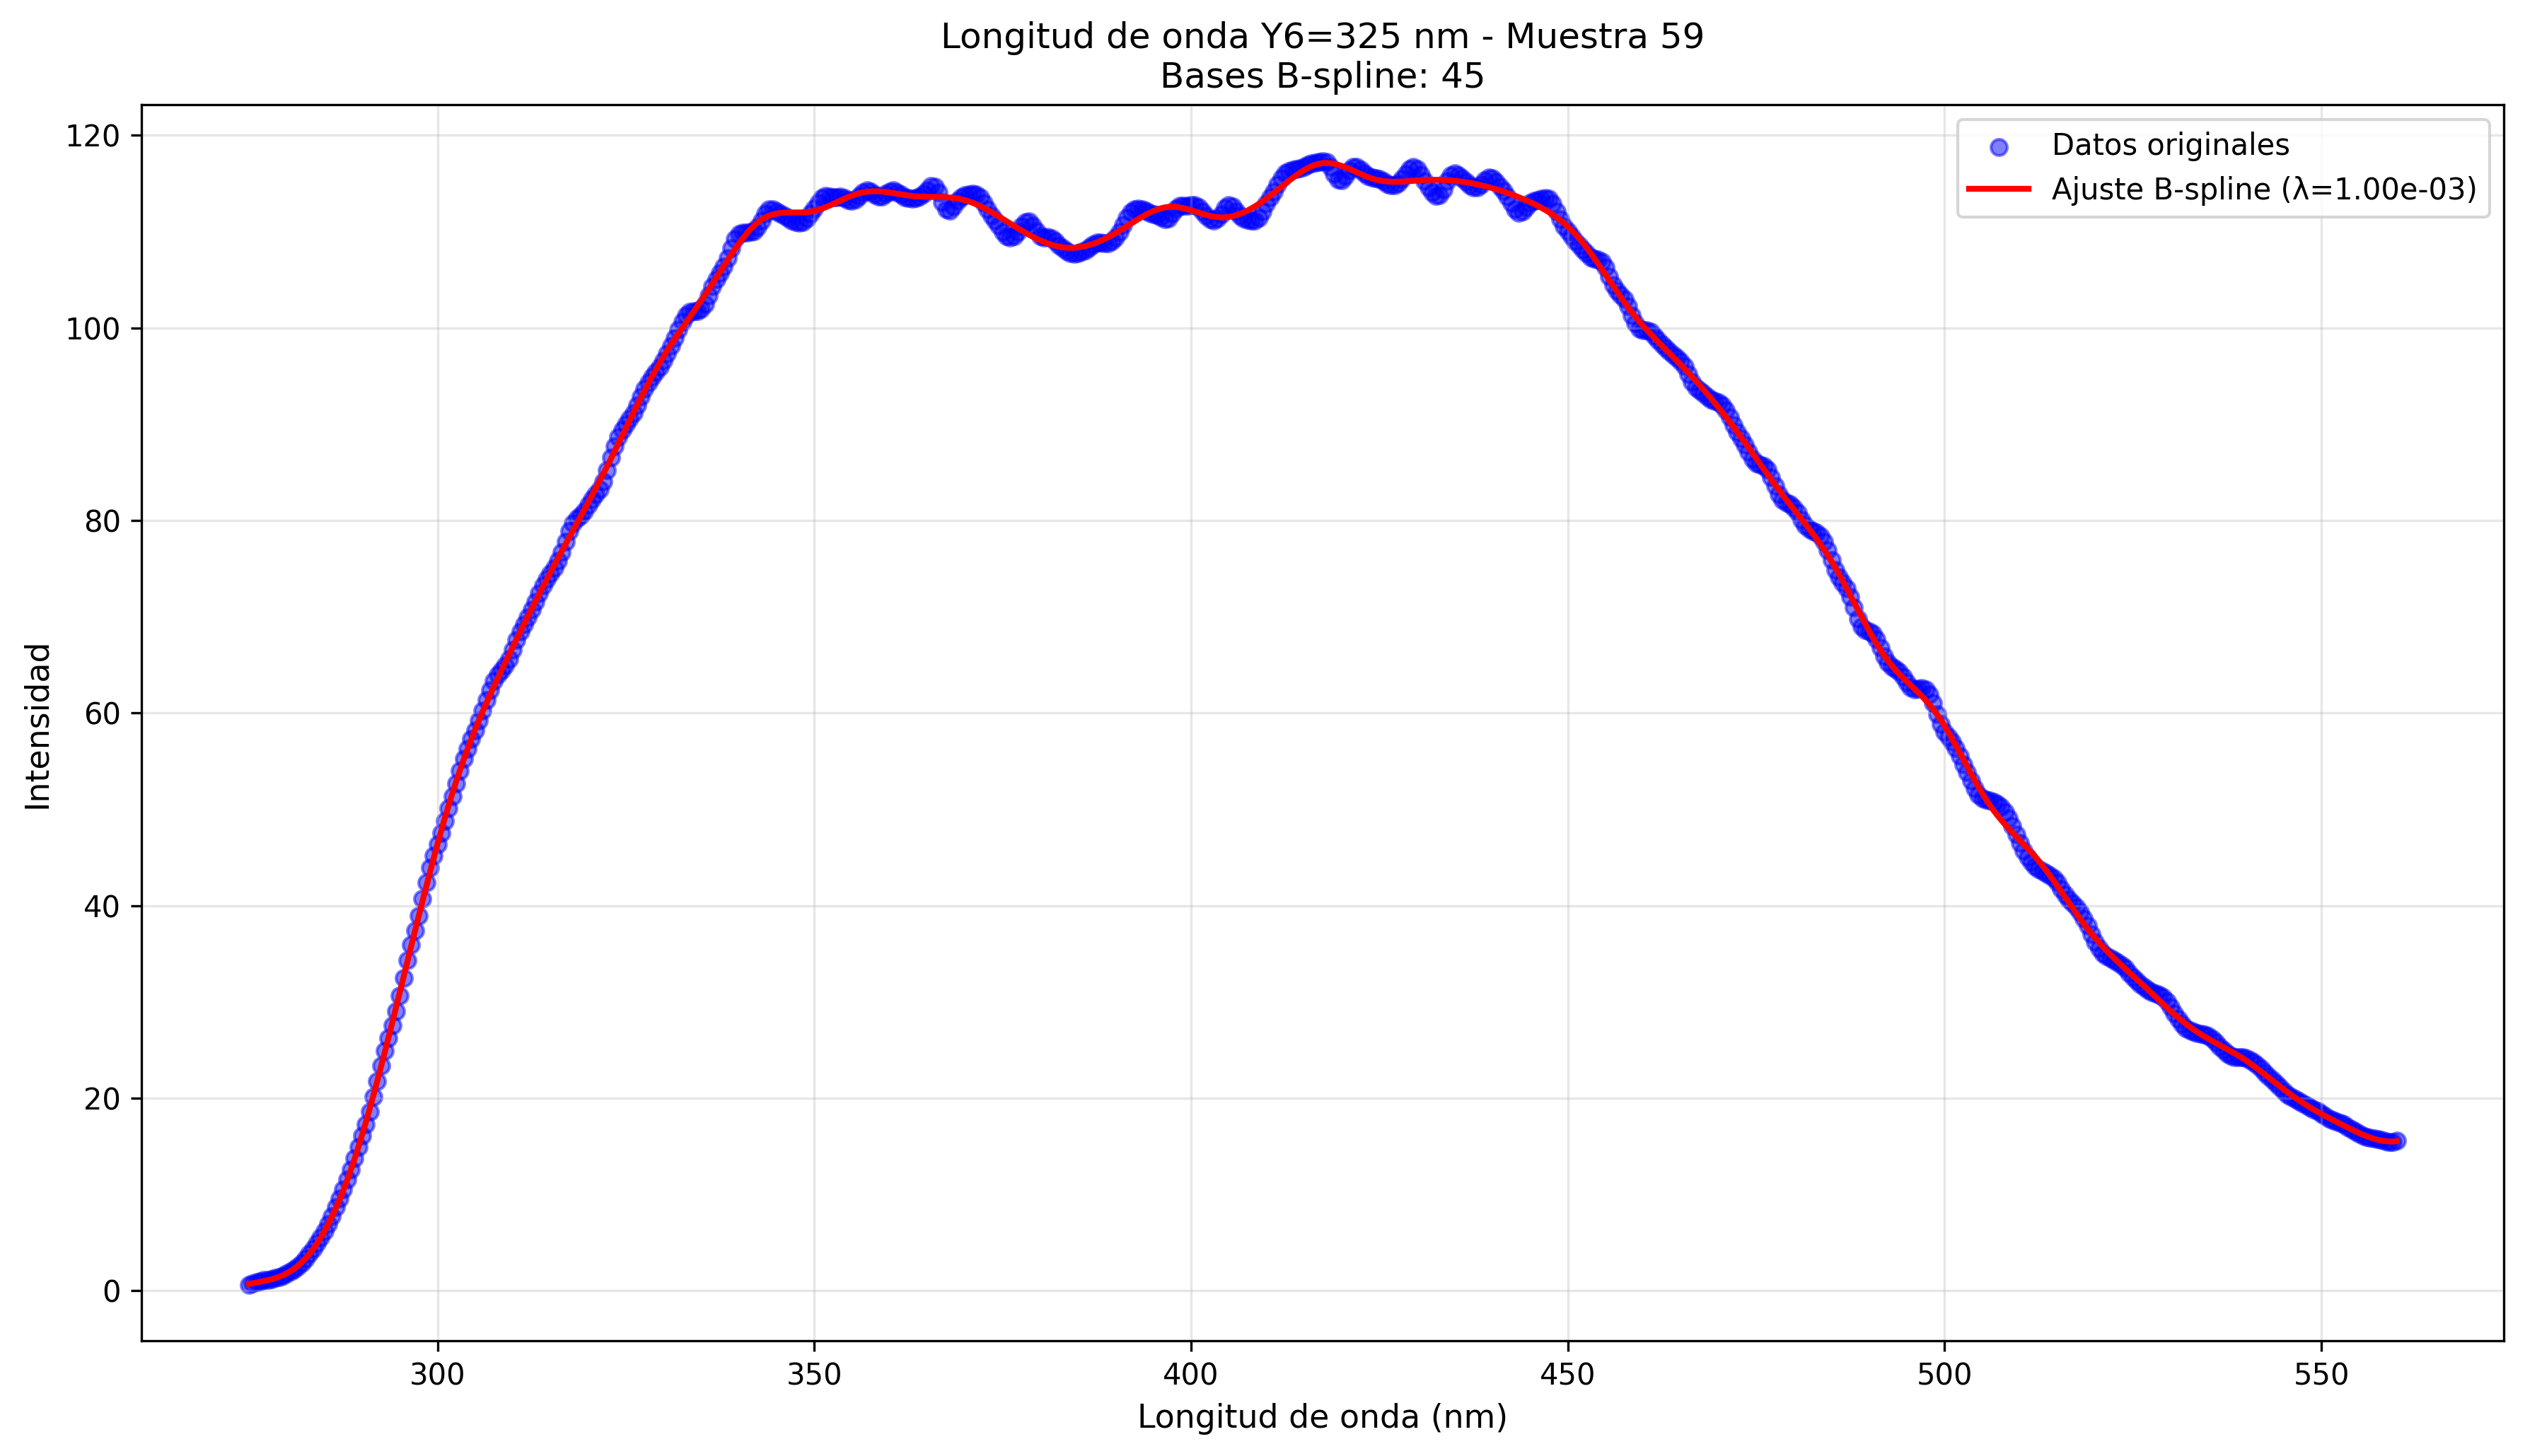 Longitud de onda Y6=325 nm - Muestra 59
Bases B-spline: 45
Datos originales
Ajuste B-spline (λ=1.00e-03)
Intensidad
120
100
80
60
40
20
0
300 350 400 450 500 550
Longitud de onda (nm)